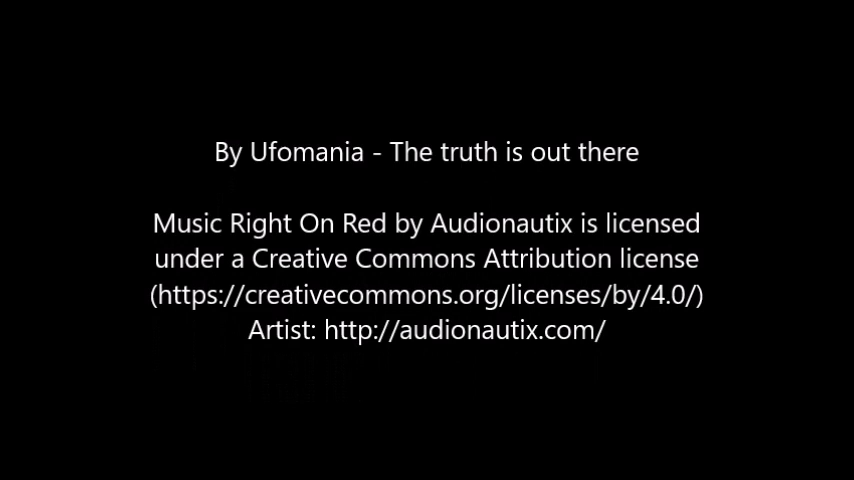 By Ufomania - The truth is out there
Music Right On Red by Audionautix is licensed
under a Creative Commons Attribution license
(https://creativecommons.org/licenses/by/4.0/)
Artist: http://audionautix.com/